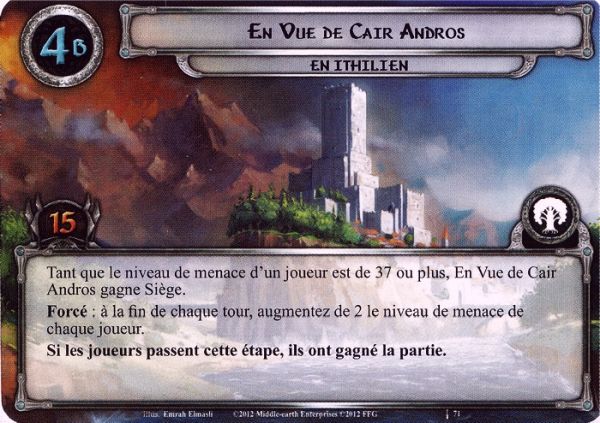 4B
EN VUE DE CAIR ANDROS
EN ITHILIEN
15
Tant que le niveau de menace d'un joueur est de 37 ou plus, En Vue de Cair
Andros gagne Siège.
Forcé : à la fin de chaque tour, augmentez de 2 le niveau de menace de
chaque joueur.
Si les joueurs passent cette étape, ils ont gagné la partie.
Illus. Emrah Elmasli ©2012 Middle-earth Enterprises ©2012 FFG 71